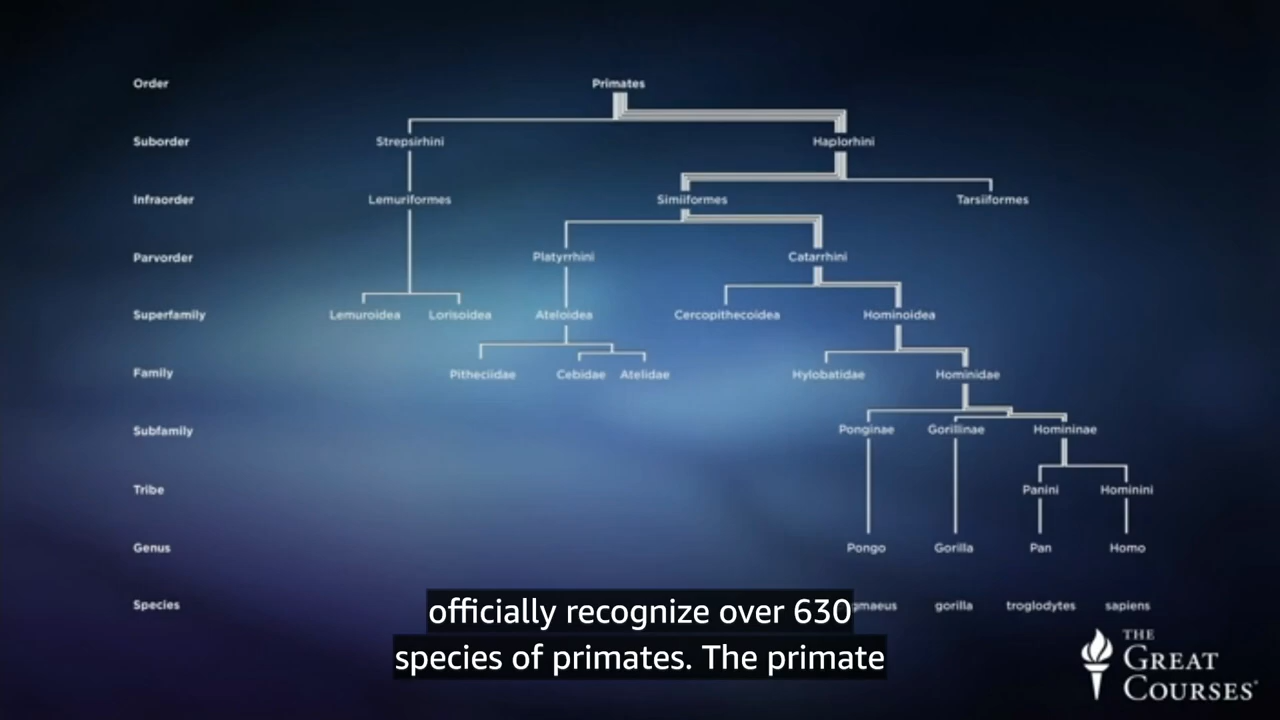 Order Primates
Suborder Strepsirhini Haplorhini
Infraorder Lemuriformes Simiiformes Tarsiiformes
Parvorder Platyrrhini Catarrhini
Superfamily Lemuroidea Lorisoidea Ateloidea Cercopithecoidea Hominoidea
Family Pitheciidae Cebidae Atelidae Hylobatidae Hominidae
Subfamily Ponginae Gorillinae Homininae
Tribe Panini Hominini
Genus Pongo Gorilla Pan Homo
Species gorilla troglodytes sapiens
officially recognize over 630
species of primates. The primate
THE
GREAT
COURSES